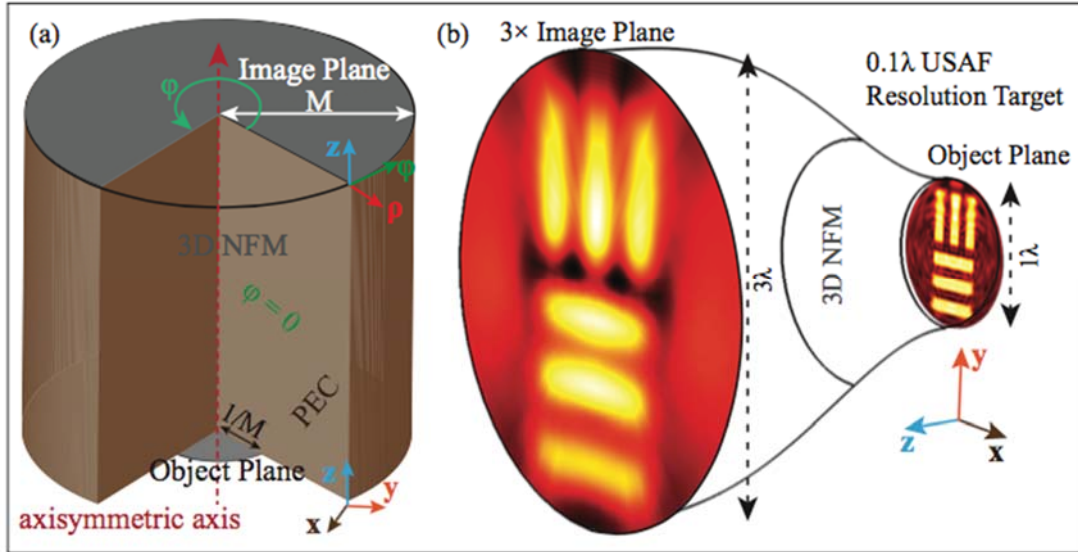 (a)
Image Plane
M
φ
z
φ
ρ
3D NFM
φ = 0
PEC
1/M
Object Plane
z
y
x
axisymmetric axis
(b)
3× Image Plane
0.1λ USAF
Resolution Target
Object Plane
3D NFM
3λ
1λ
y
z
x